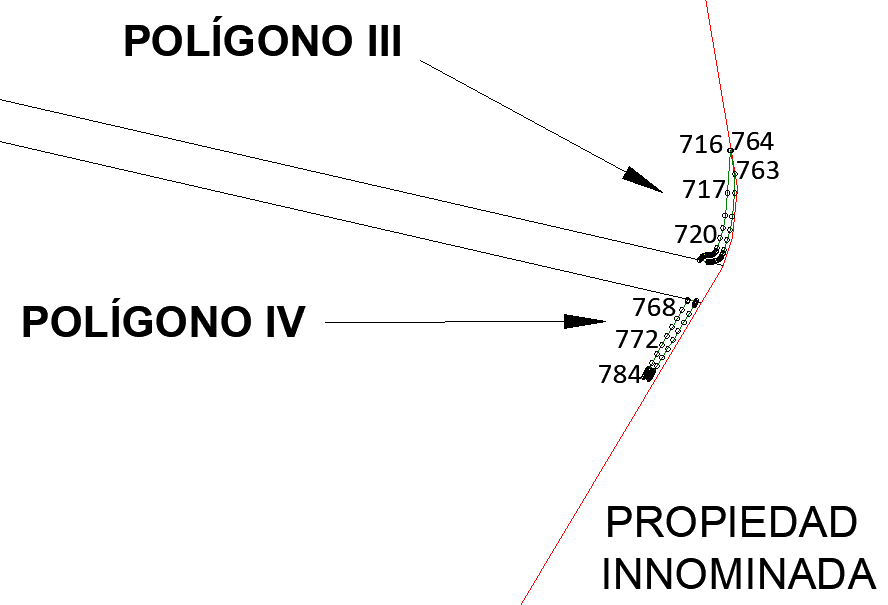 POLÍGONO III
716 764
763
717
720
768
POLÍGONO IV
772
784
PROPIEDAD
INNOMINADA